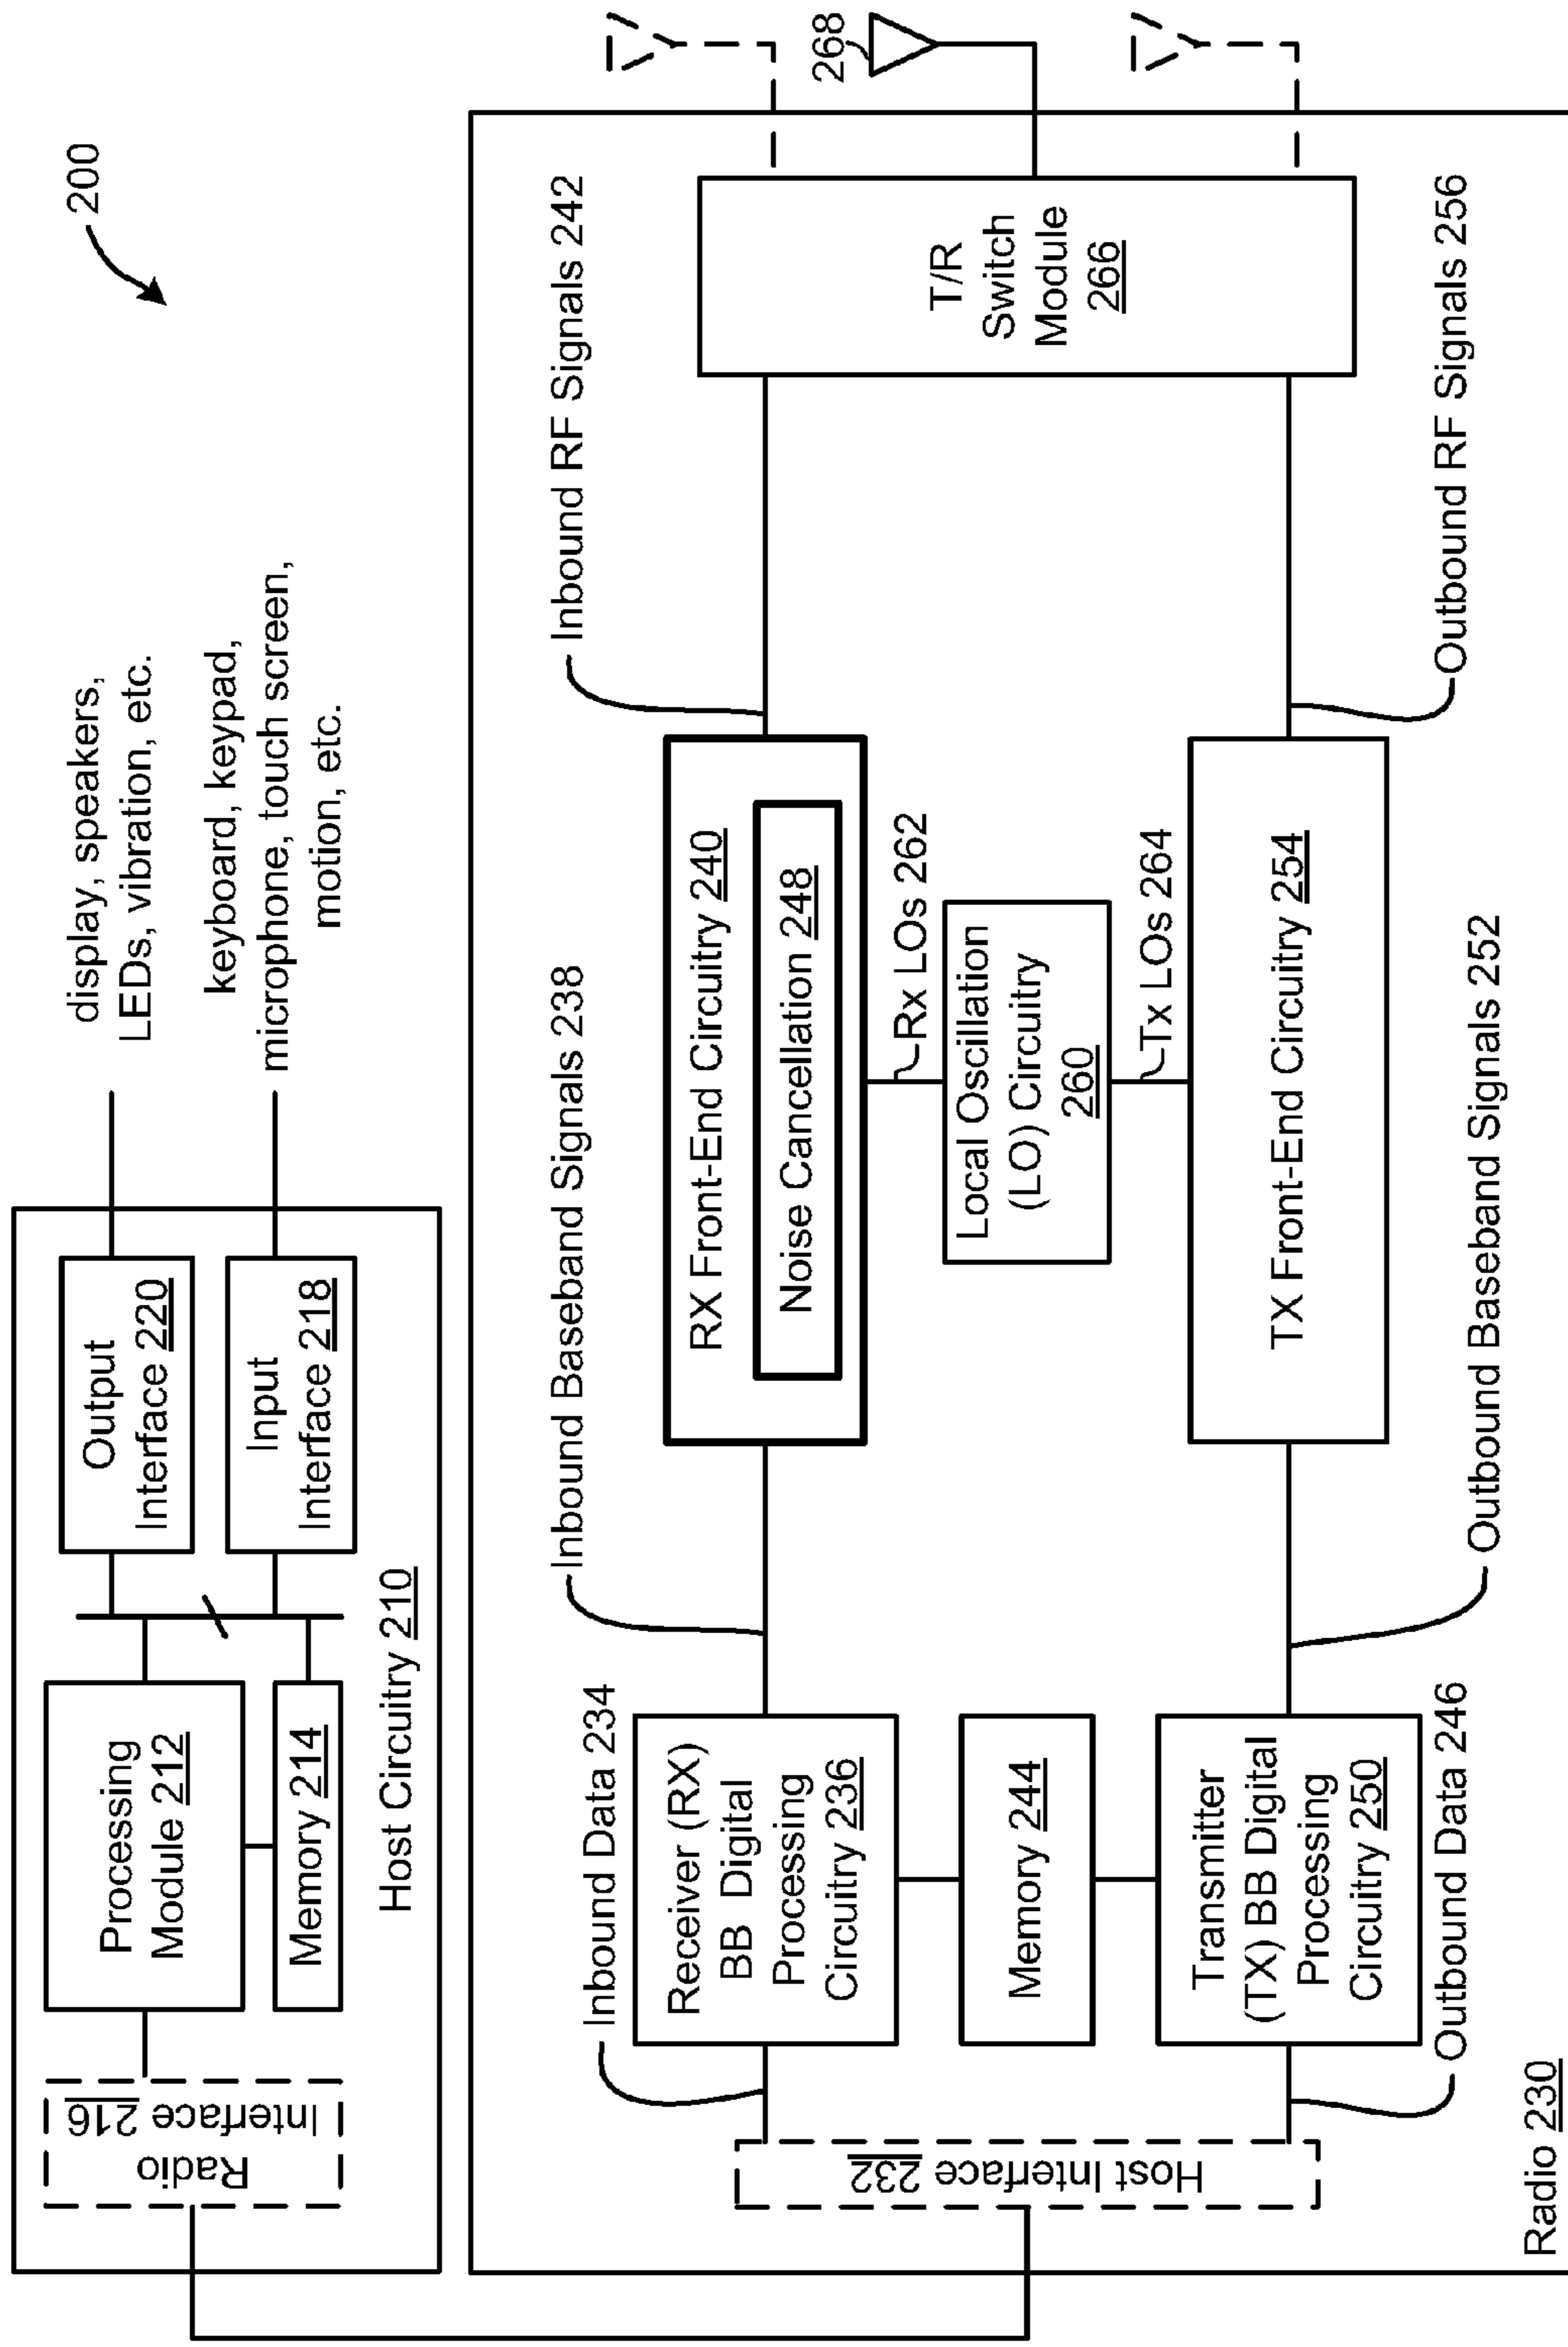 200
display, speakers,
LEDs, vibration, etc.
keyboard, keypad,
microphone, touch screen,
motion, etc.
Output
Interface 220
Input
Interface 218
Processing
Module 212
Memory 214
Radio
Interface 216
Host Circuitry 210
Inbound Data 234
Inbound Baseband Signals 238
Inbound RF Signals 242
268
Receiver (RX)
BB Digital
Processing
Circuitry 236
RX Front-End Circuitry 240
Noise Cancellation 248
Rx LOs 262
T/R
Switch
Module
266
Host Interface 232
Memory 244
Local Oscillation
(LO) Circuitry
260
Tx LOs 264
Transmitter
(TX) BB Digital
Processing
Circuitry 250
TX Front-End Circuitry 254
Outbound Data 246
Outbound Baseband Signals 252
Outbound RF Signals 256
Radio 230